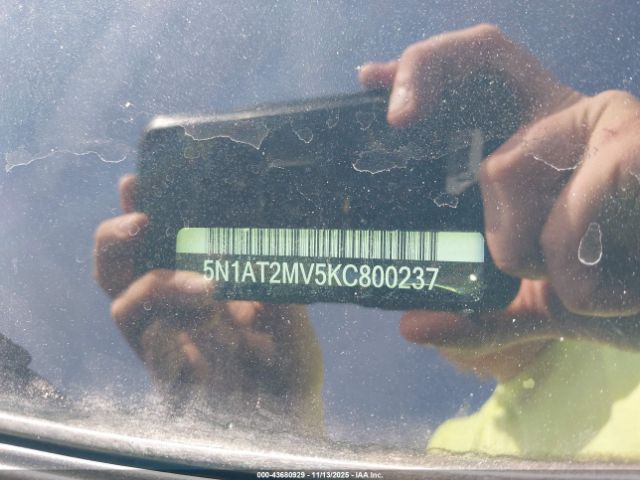 5N1AT2MV5KC800237
000-43680929 - 11/13/2025 - IAA Inc.